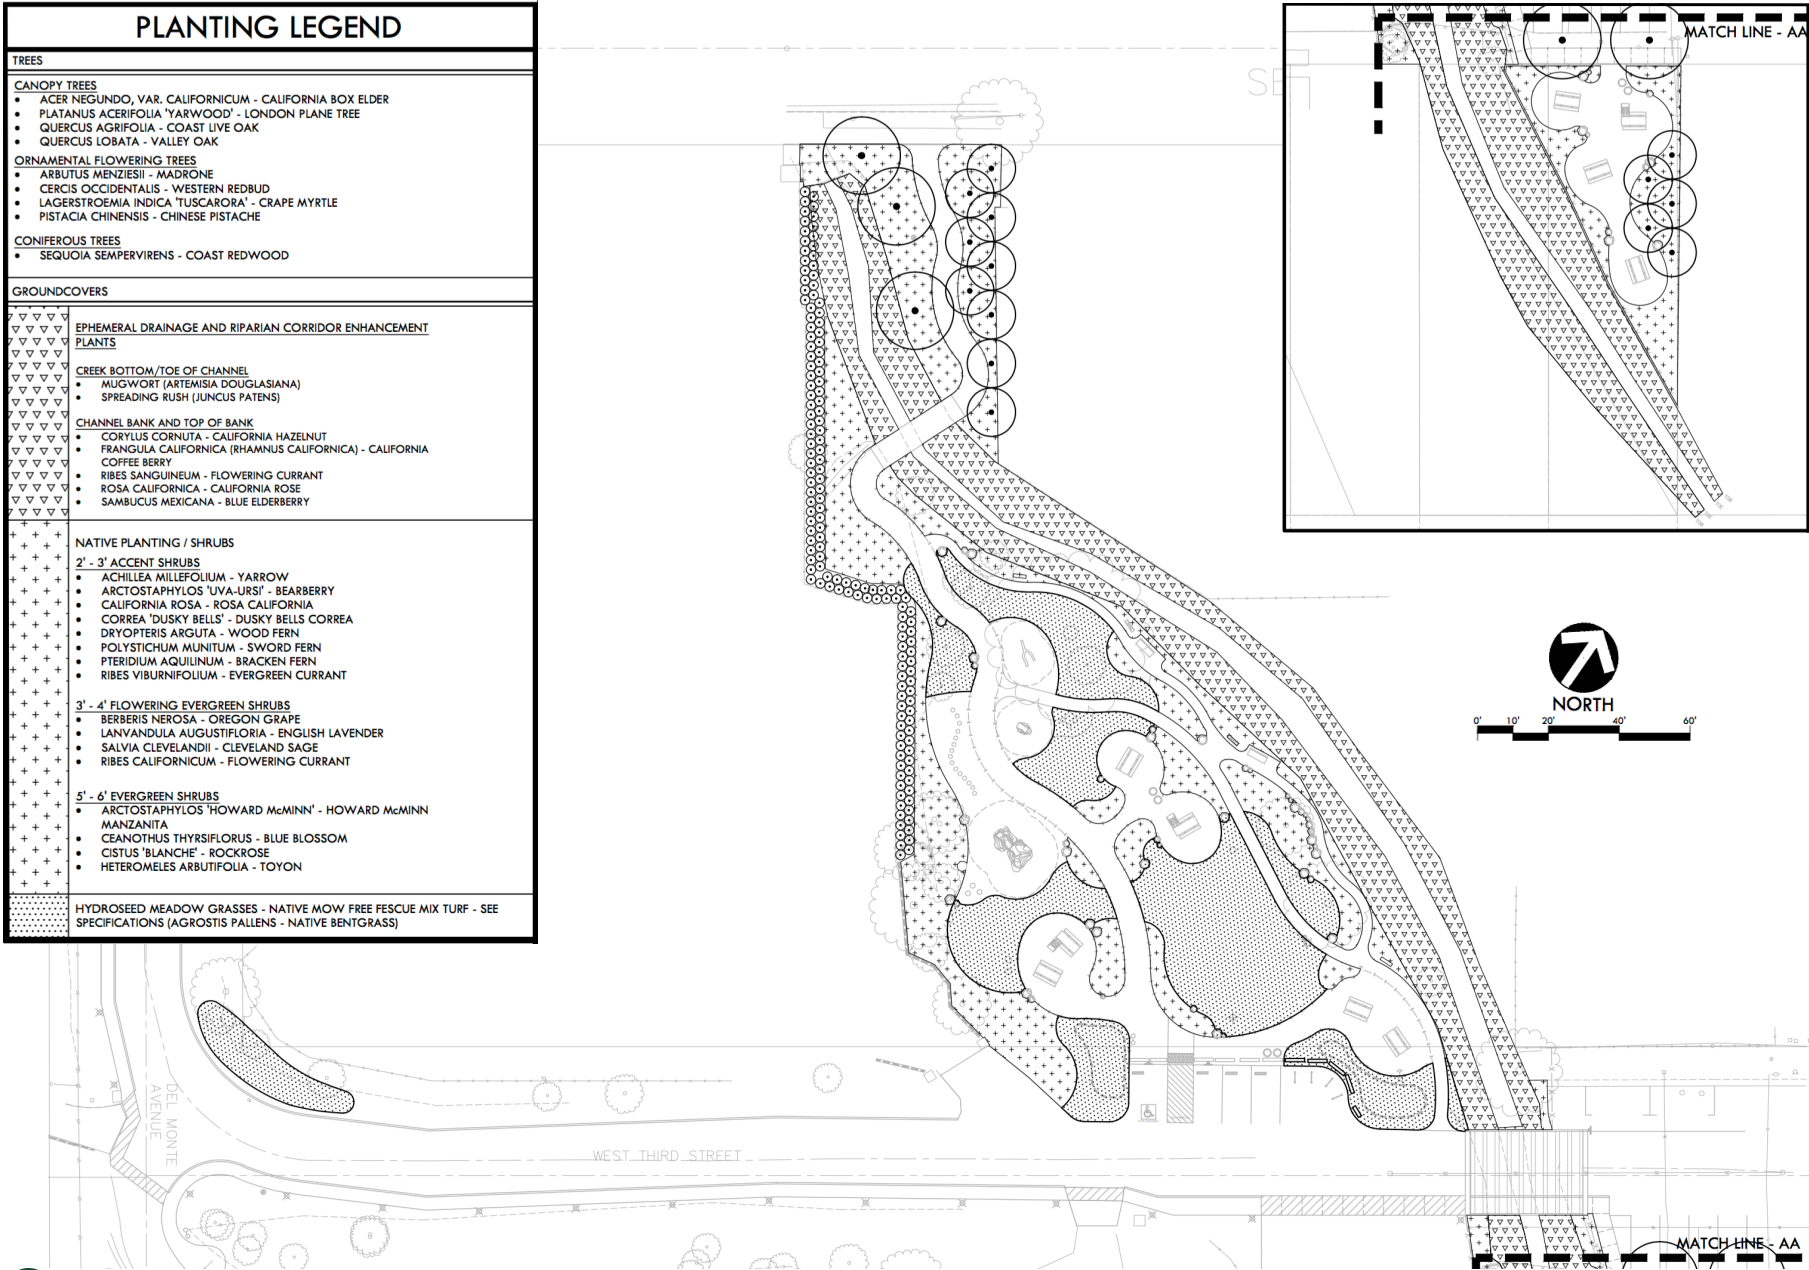 PLANTING LEGEND
TREES
CANOPY TREES
• ACER NEGUNDO, VAR. CALIFORNICUM - CALIFORNIA BOX ELDER
• PLATANUS ACERIFOLIA 'YARWOOD' - LONDON PLANE TREE
• QUERCUS AGRIFOLIA - COAST LIVE OAK
• QUERCUS LOBATA - VALLEY OAK
ORNAMENTAL FLOWERING TREES
• ARBUTUS MENZIESII - MADRONE
• CERCIS OCCIDENTALIS - WESTERN REDBUD
• LAGERSTROEMIA INDICA 'TUSCARORA' - CRAPE MYRTLE
• PISTACIA CHINENSIS - CHINESE PISTACHE
CONIFEROUS TREES
• SEQUOIA SEMPERVIRENS - COAST REDWOOD
GROUNDCOVERS
EPHEMERAL DRAINAGE AND RIPARIAN CORRIDOR ENHANCEMENT
PLANTS
CREEK BOTTOM/TOE OF CHANNEL
• MUGWORT (ARTEMISIA DOUGLASIANA)
• SPREADING RUSH (JUNCUS PATENS)
CHANNEL BANK AND TOP OF BANK
• CORYLUS CORNUTA - CALIFORNIA HAZELNUT
• FRANGULA CALIFORNICA (RHAMNUS CALIFORNICA) - CALIFORNIA
COFFEE BERRY
• RIBES SANGUINEUM - FLOWERING CURRANT
• ROSA CALIFORNICA - CALIFORNIA ROSE
• SAMBUCUS MEXICANA - BLUE ELDERBERRY
NATIVE PLANTING / SHRUBS
2' - 3' ACCENT SHRUBS
• ACHILLEA MILLEFOLIUM - YARROW
• ARCTOSTAPHYLOS 'UVA-URSI' - BEARBERRY
• CALIFORNIA ROSA - ROSA CALIFORNIA
• CORREA 'DUSKY BELLS' - DUSKY BELLS CORREA
• DRYOPTERIS ARGUTA - WOOD FERN
• POLYSTICHUM MUNITUM - SWORD FERN
• PTERIDIUM AQUILINUM - BRACKEN FERN
• RIBES VIBURNIFOLIUM - EVERGREEN CURRANT
3' - 4' FLOWERING EVERGREEN SHRUBS
• BERBERIS NEROSA - OREGON GRAPE
• LANVANDULA AUGUSTIFLORIA - ENGLISH LAVENDER
• SALVIA CLEVELANDII - CLEVELAND SAGE
• RIBES CALIFORNICUM - FLOWERING CURRANT
5' - 6' EVERGREEN SHRUBS
• ARCTOSTAPHYLOS 'HOWARD McMINN' - HOWARD McMINN
MANZANITA
• CEANOTHUS THYRSIFLORUS - BLUE BLOSSOM
• CISTUS 'BLANCHE' - ROCKROSE
• HETEROMELES ARBUTIFOLIA - TOYON
HYDROSEED MEADOW GRASSES - NATIVE MOW FREE FESCUE MIX TURF - SEE
SPECIFICATIONS (AGROSTIS PALLENS - NATIVE BENTGRASS)
MATCH LINE - AA
NORTH
0' 10' 20' 40' 60'
DEL MONTE
AVENUE
WEST THIRD STREET
MATCH LINE - AA